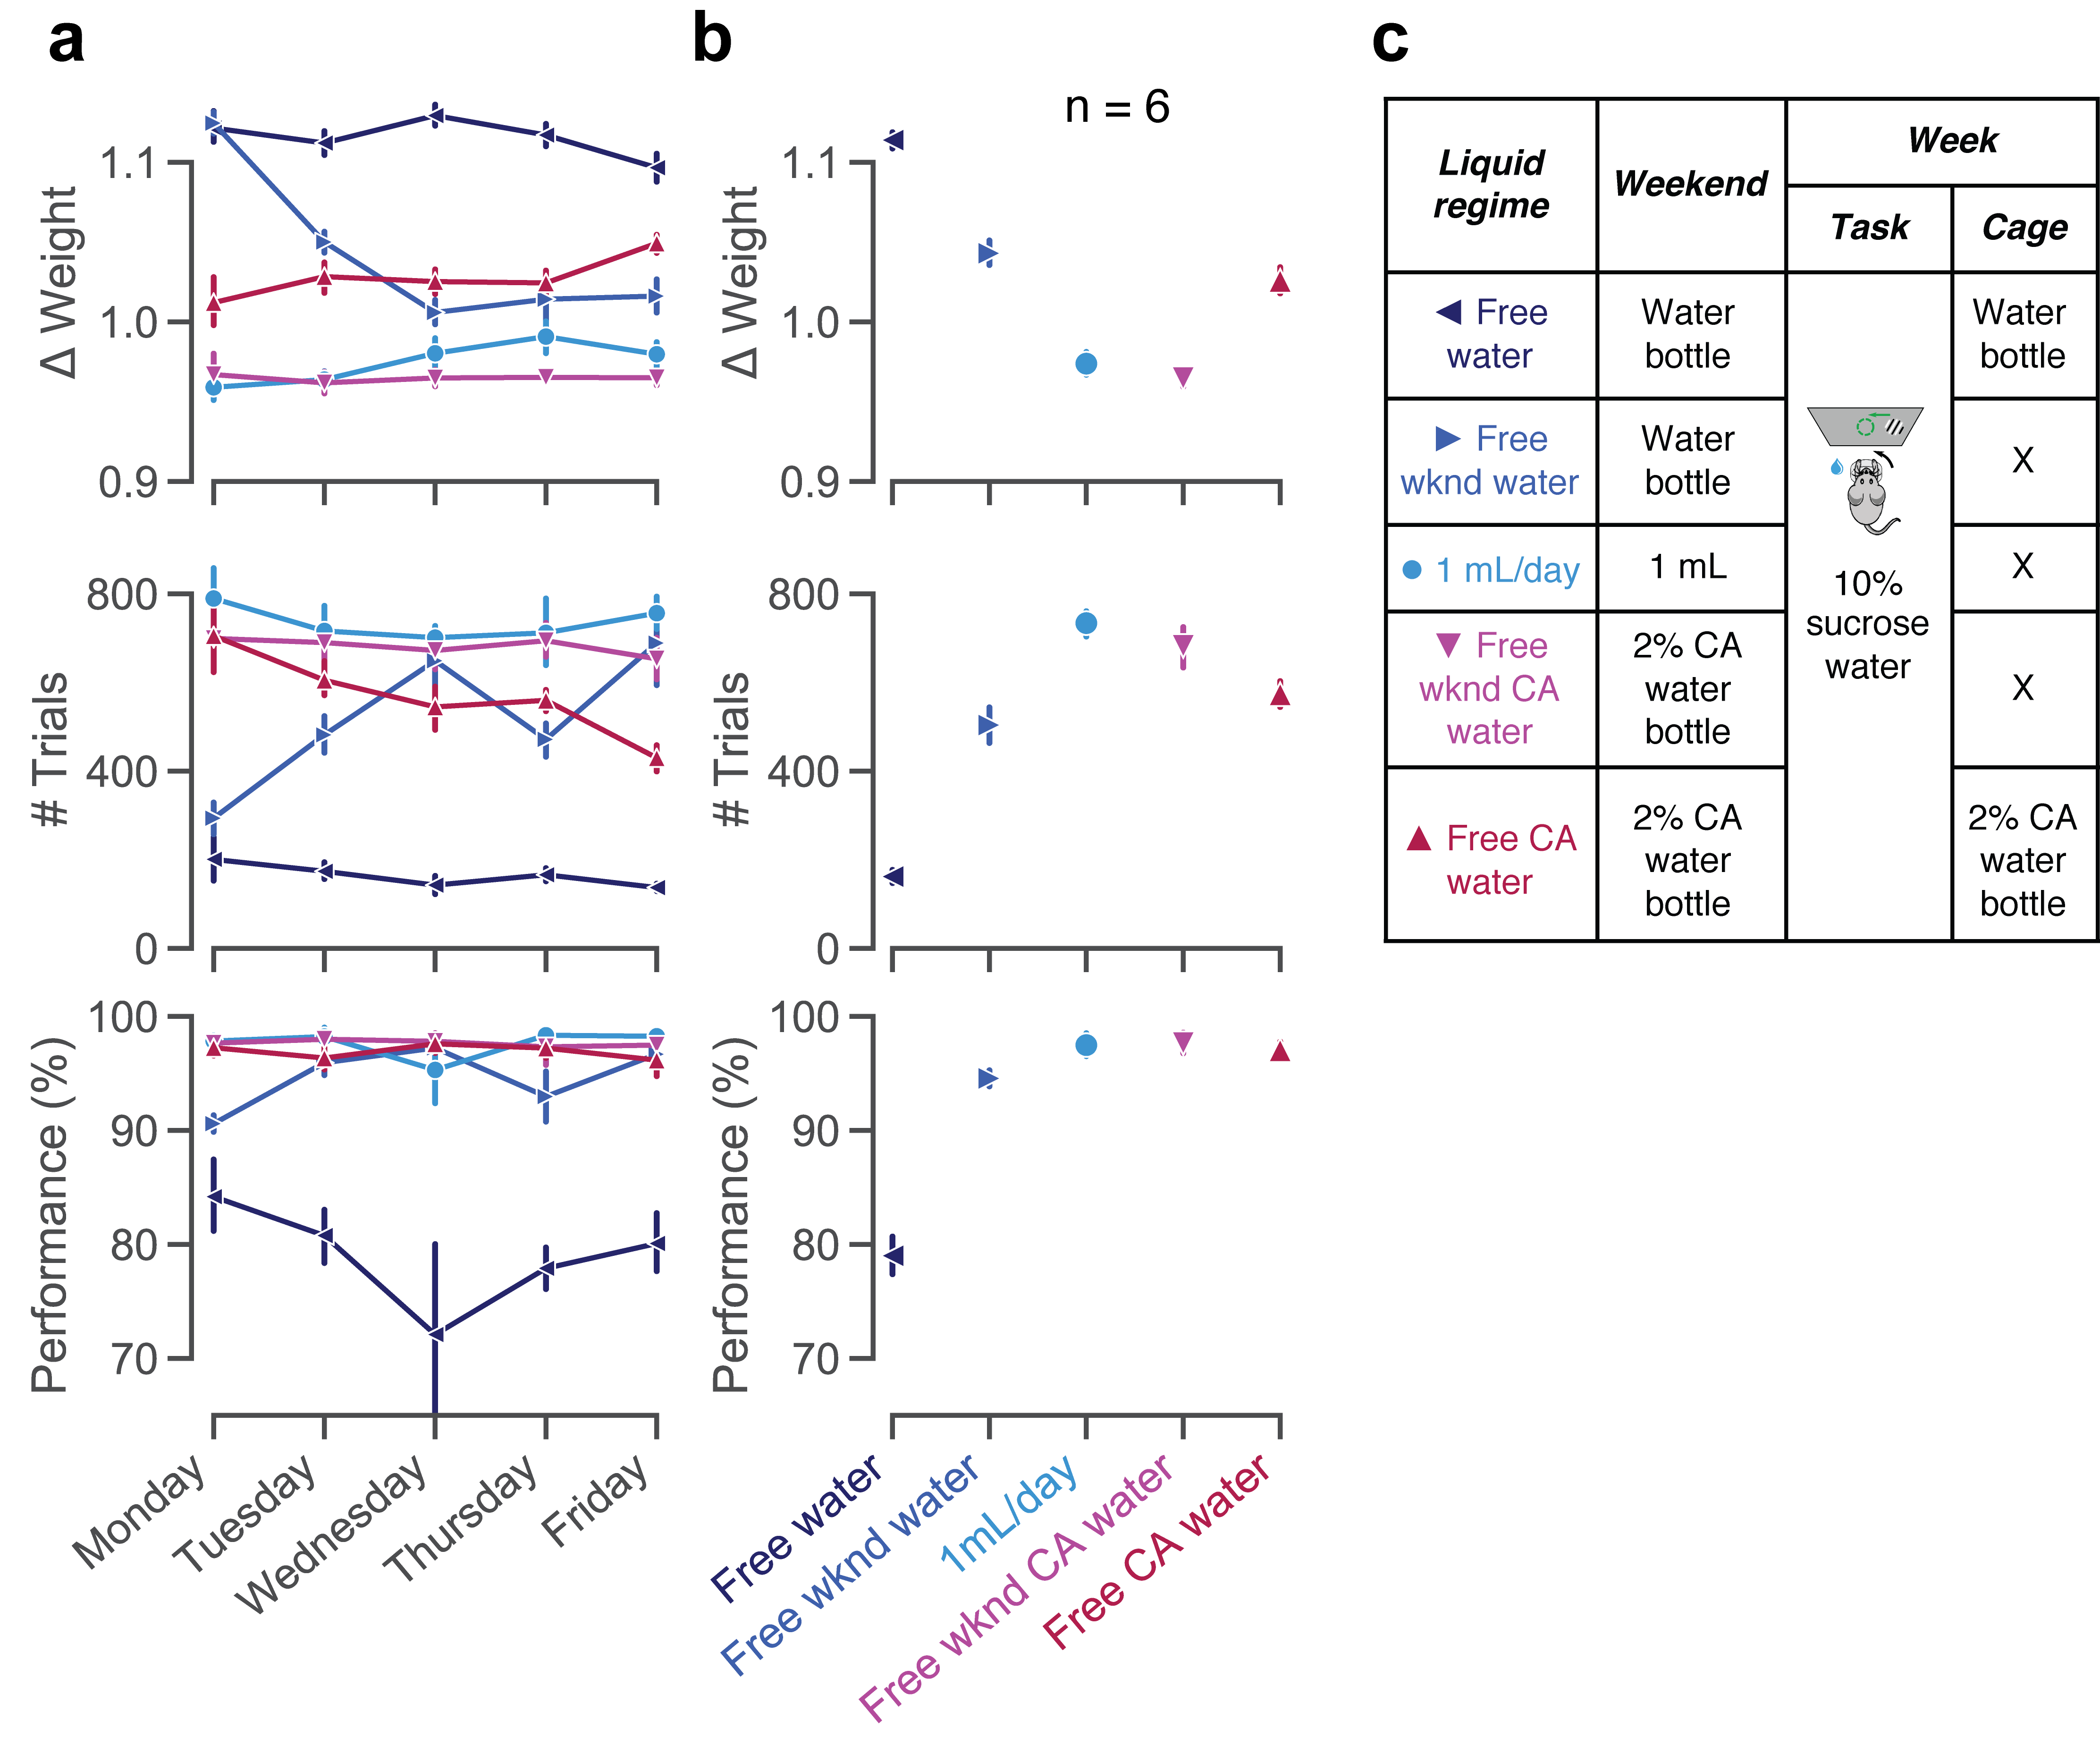 a
Δ Weight
1.1
1.0
0.9
# Trials
800
400
0
Performance (%)
100
90
80
70
Monday
Tuesday
Wednesday
Thursday
Friday
b
n = 6
Δ Weight
1.1
1.0
0.9
# Trials
800
400
0
Performance (%)
100
90
80
70
Free water
Free wknd water
1mL/day
Free wknd CA water
Free CA water
c
Liquid
regime
Weekend
Week
Task
Cage
Free
water
Water
bottle
Water
bottle
Free
wknd water
Water
bottle
X
1 mL/day
1 mL
X
10%
sucrose
water
Free
wknd CA
water
2% CA
water
bottle
X
Free CA
water
2% CA
water
bottle
2% CA
water
bottle